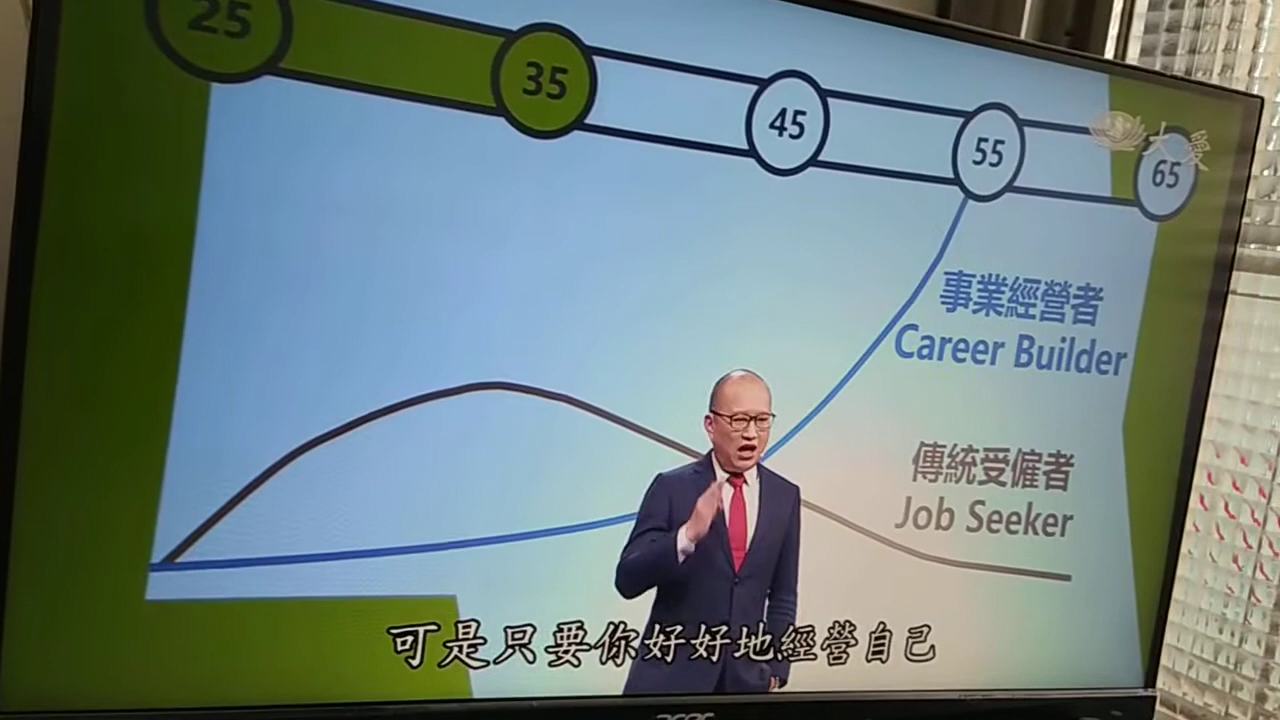 25
35
45
55
65
大愛
事業經營者
Career Builder
傳統受僱者
Job Seeker
可是只要你好好地經營自己
acer